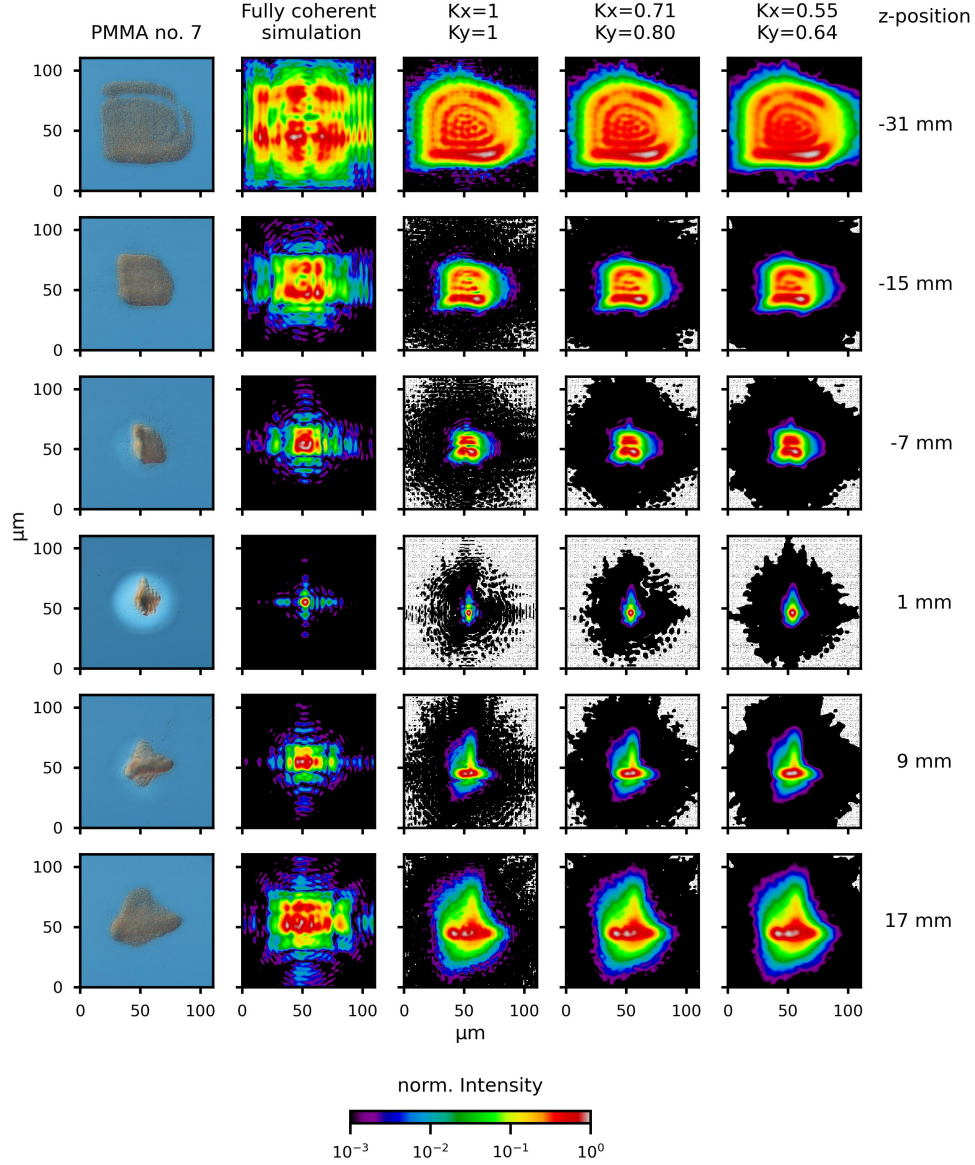 PMMA no. 7
Fully coherent
simulation
Kx=1
Ky=1
Kx=0.71
Ky=0.80
Kx=0.55
Ky=0.64
z-position
100
50
0
-31 mm
100
50
0
-15 mm
100
50
0
-7 mm
µm
100
50
0
1 mm
100
50
0
9 mm
100
50
0
17 mm
0 50 100 0 50 100 0 50 100 0 50 100 0 50 100
µm
norm. Intensity
10⁻³ 10⁻² 10⁻¹ 10⁰